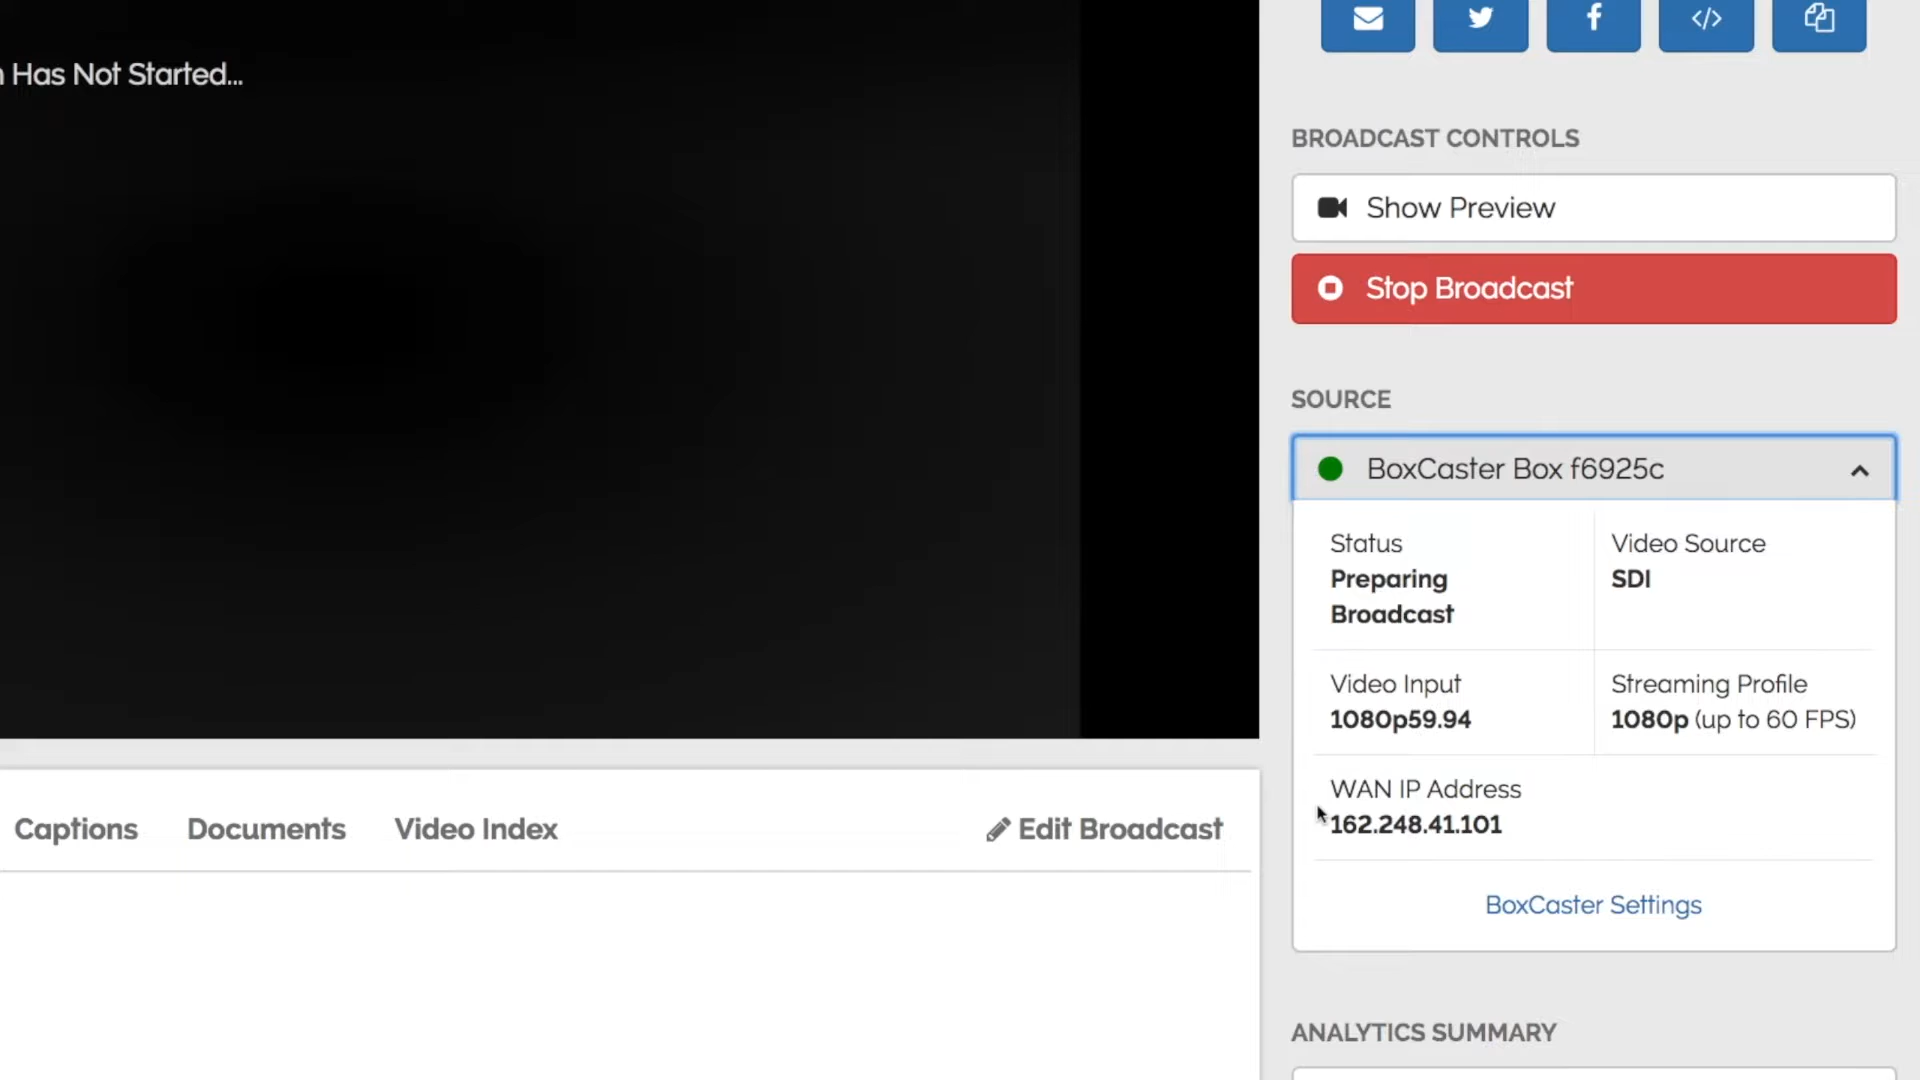 Has Not Started...
BROADCAST CONTROLS
Show Preview
Stop Broadcast
SOURCE
BoxCaster Box f6925c
Status
Preparing
Broadcast
Video Source
SDI
Video Input
1080p59.94
Streaming Profile
1080p (up to 60 FPS)
WAN IP Address
162.248.41.101
BoxCaster Settings
Captions
Documents
Video Index
Edit Broadcast
ANALYTICS SUMMARY